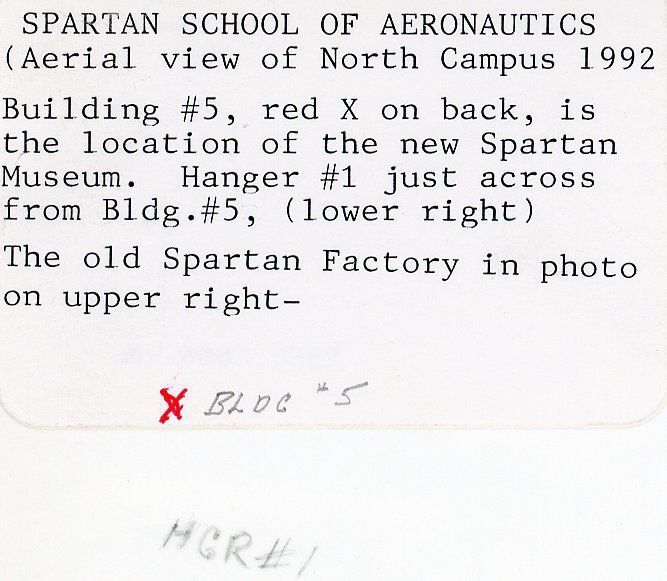 SPARTAN SCHOOL OF AERONAUTICS
(Aerial view of North Campus 1992
Building #5, red X on back, is
the location of the new Spartan
Museum. Hanger #1 just across
from Bldg.#5, (lower right)
The old Spartan Factory in photo
on upper right-
X BLDG #5
HGR#1